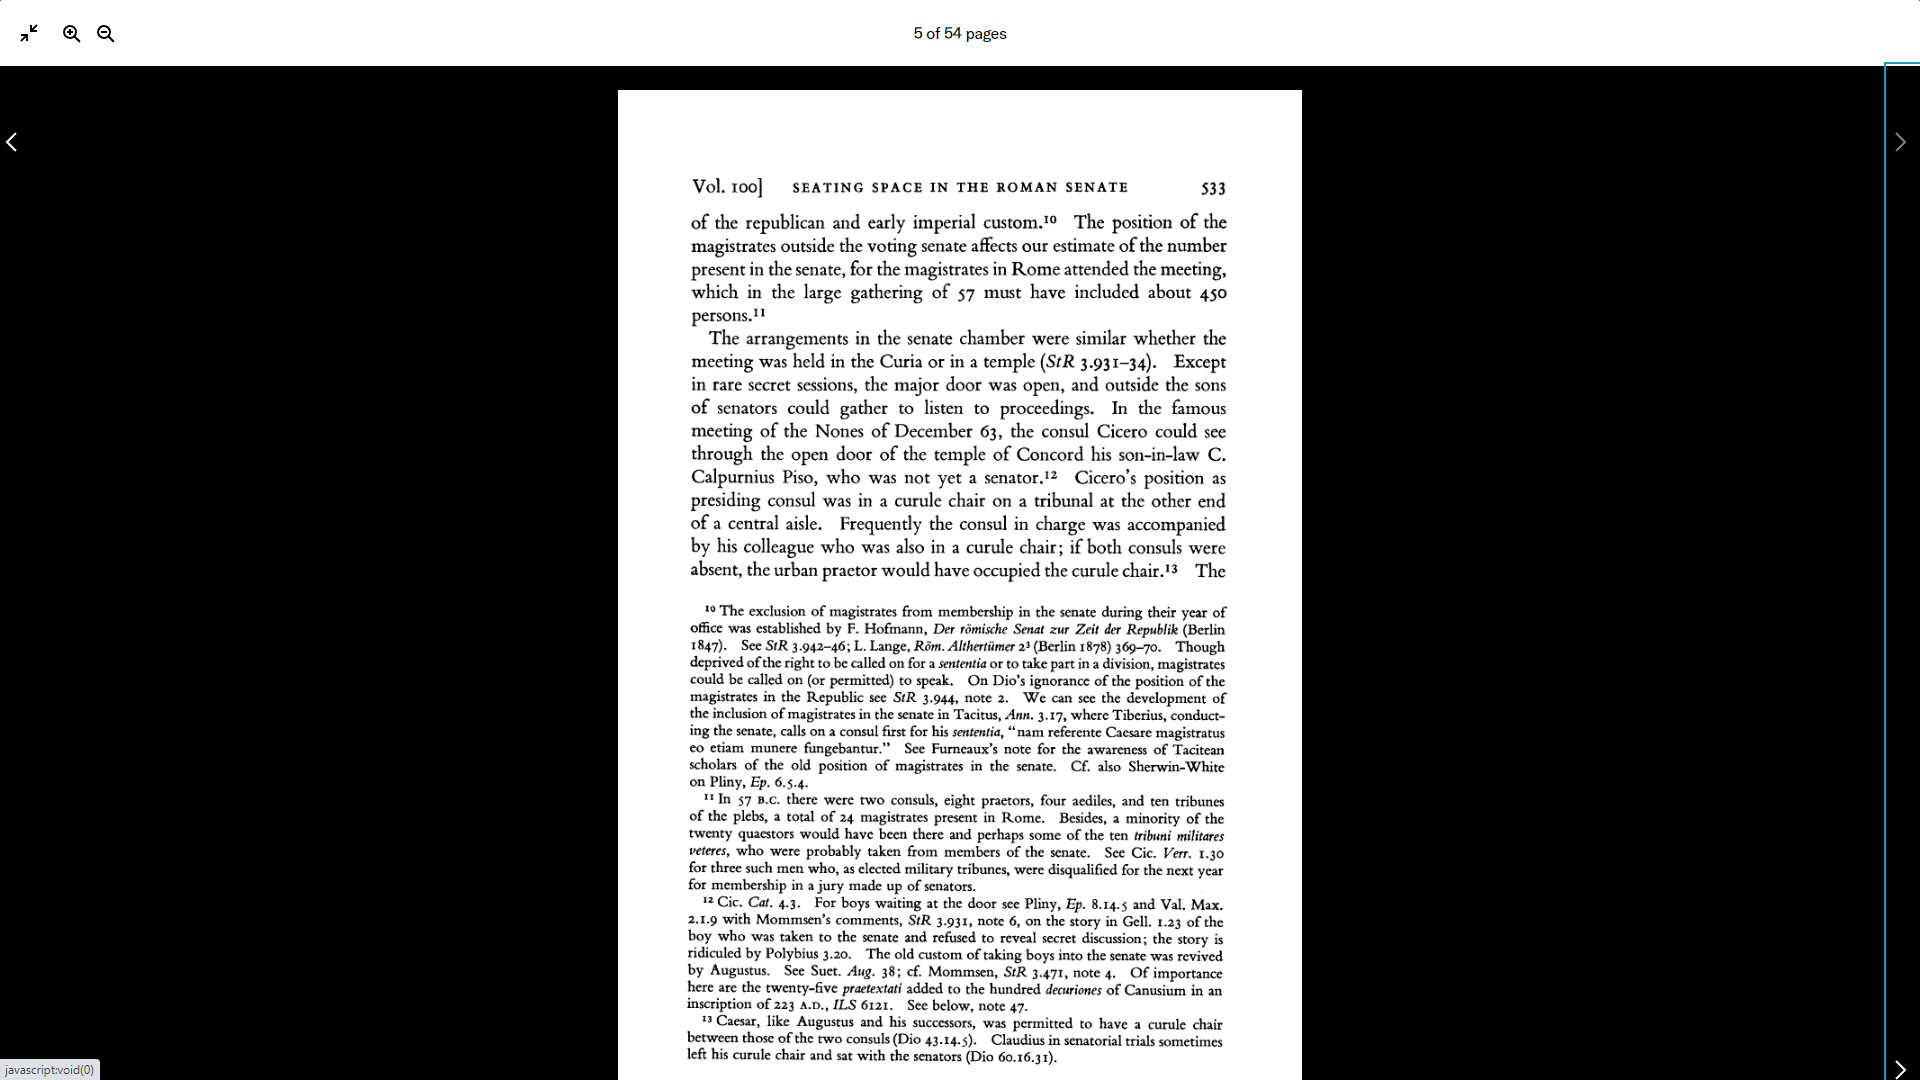 5 of 54 pages
Vol. 100] SEATING SPACE IN THE ROMAN SENATE 533
of the republican and early imperial custom.¹⁰ The position of the
magistrates outside the voting senate affects our estimate of the number
present in the senate, for the magistrates in Rome attended the meeting,
which in the large gathering of 57 must have included about 450
persons.¹¹
The arrangements in the senate chamber were similar whether the
meeting was held in the Curia or in a temple (StR 3.931–34). Except
in rare secret sessions, the major door was open, and outside the sons
of senators could gather to listen to proceedings. In the famous
meeting of the Nones of December 63, the consul Cicero could see
through the open door of the temple of Concord his son-in-law C.
Calpurnius Piso, who was not yet a senator.¹² Cicero's position as
presiding consul was in a curule chair on a tribunal at the other end
of a central aisle. Frequently the consul in charge was accompanied
by his colleague who was also in a curule chair; if both consuls were
absent, the urban praetor would have occupied the curule chair.¹³ The
¹⁰ The exclusion of magistrates from membership in the senate during their year of
office was established by F. Hofmann, Der römische Senat zur Zeit der Republik (Berlin
1847). See StR 3.942–46; L. Lange, Röm. Althertümer 2³ (Berlin 1878) 369–70. Though
deprived of the right to be called on for a sententia or to take part in a division, magistrates
could be called on (or permitted) to speak. On Dio's ignorance of the position of the
magistrates in the Republic see StR 3.944, note 2. We can see the development of
the inclusion of magistrates in the senate in Tacitus, Ann. 3.17, where Tiberius, conduct-
ing the senate, calls on a consul first for his sententia, "nam referente Caesare magistratus
eo etiam munere fungebantur." See Furneaux's note for the awareness of Tacitean
scholars of the old position of magistrates in the senate. Cf. also Sherwin-White
on Pliny, Ep. 6.5.4.
¹¹ In 57 B.C. there were two consuls, eight praetors, four aediles, and ten tribunes
of the plebs, a total of 24 magistrates present in Rome. Besides, a minority of the
twenty quaestors would have been there and perhaps some of the ten tribuni militares
veteres, who were probably taken from members of the senate. See Cic. Verr. 1.30
for three such men who, as elected military tribunes, were disqualified for the next year
for membership in a jury made up of senators.
¹² Cic. Cat. 4.3. For boys waiting at the door see Pliny, Ep. 8.14.5 and Val. Max.
2.1.9 with Mommsen's comments, StR 3.931, note 6, on the story in Gell. 1.23 of the
boy who was taken to the senate and refused to reveal secret discussion; the story is
ridiculed by Polybius 3.20. The old custom of taking boys into the senate was revived
by Augustus. See Suet. Aug. 38; cf. Mommsen, StR 3.471, note 4. Of importance
here are the twenty-five praetextati added to the hundred decuriones of Canusium in an
inscription of 223 A.D., ILS 6121. See below, note 47.
¹³ Caesar, like Augustus and his successors, was permitted to have a curule chair
between those of the two consuls (Dio 43.14.5). Claudius in senatorial trials sometimes
left his curule chair and sat with the senators (Dio 60.16.31).
javascript:void(0)